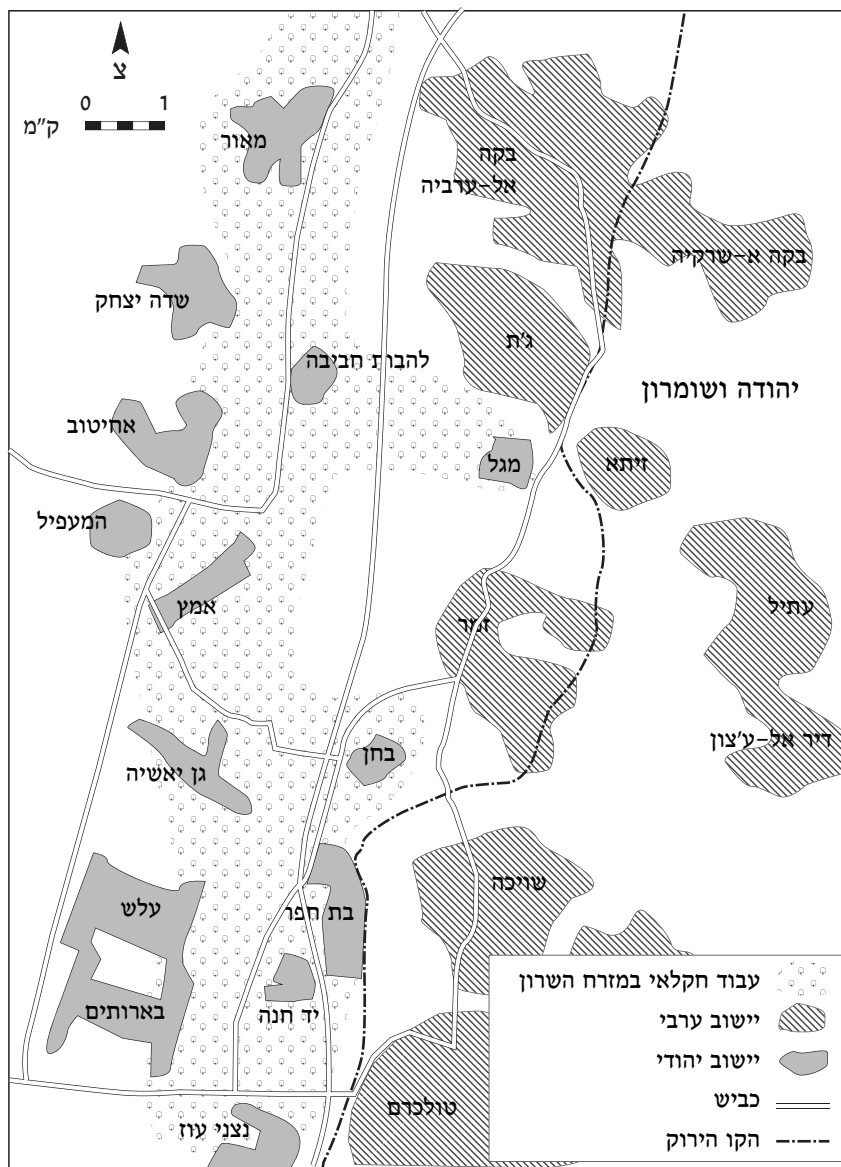 צ
0 1
ק"מ
מאור
בקה
אל-ערביה
בקה א-שרקיה
שדה יצחק
ג'ת
להבות חביבה
יהודה ושומרון
אחיטוב
מגל
זיתא
המעפיל
אמץ
זמר
עתיל
דיר אל-ע'צון
בחן
גן יאשיה
שויכה
עלש
בת חפר
בארותים
יד חנה
טולכרם
נצני עוז
עבוד חקלאי במזרח השרון
יישוב ערבי
יישוב יהודי
כביש
הקו הירוק